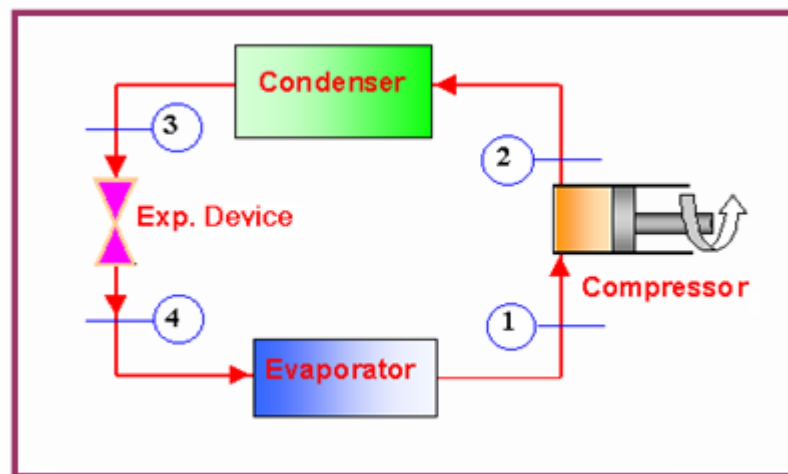 Condenser
3
2
Exp. Device
Compressor
4
1
Evaporator